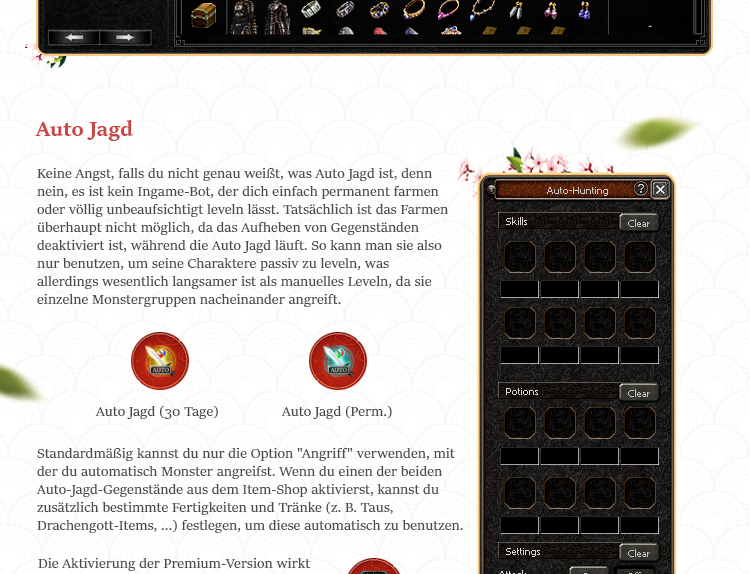 Auto Jagd
Keine Angst, falls du nicht genau weißt, was Auto Jagd ist, denn
nein, es ist kein Ingame-Bot, der dich einfach permanent farmen
oder völlig unbeaufsichtigt leveln lässt. Tatsächlich ist das Farmen
überhaupt nicht möglich, da das Aufheben von Gegenständen
deaktiviert ist, während die Auto Jagd läuft. So kann man sie also
nur benutzen, um seine Charaktere passiv zu leveln, was
allerdings wesentlich langsamer ist als manuelles Leveln, da sie
einzelne Monstergruppen nacheinander angreift.
AUTO
AUTO
Auto Jagd (30 Tage)
Auto Jagd (Perm.)
Standardmäßig kannst du nur die Option "Angriff" verwenden, mit
der du automatisch Monster angreifst. Wenn du einen der beiden
Auto-Jagd-Gegenstände aus dem Item-Shop aktivierst, kannst du
zusätzlich bestimmte Fertigkeiten und Tränke (z. B. Taus,
Drachengott-Items, ...) festlegen, um diese automatisch zu benutzen.
Die Aktivierung der Premium-Version wirkt
Auto-Hunting
?
Skills
Clear
Potions
Clear
Settings
Clear
Attack